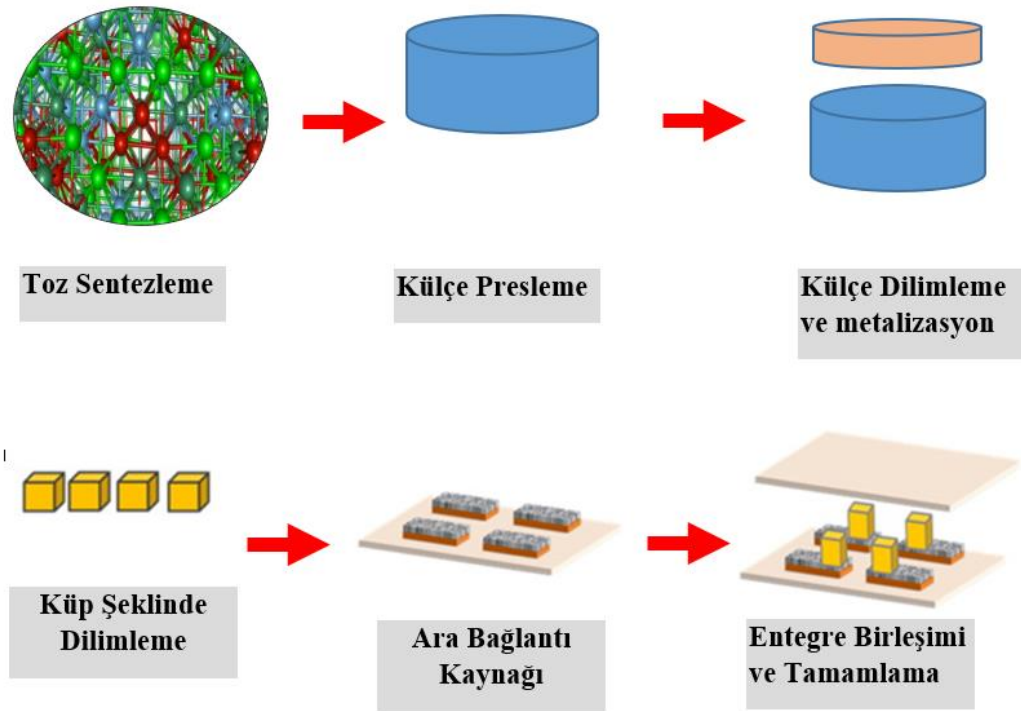 Toz Sentezleme
Külçe Presleme
Külçe Dilimleme
ve metalizasyon
Küp Şeklinde
Dilimleme
Ara Bağlantı
Kaynağı
Entegre Birleşimi
ve Tamamlama